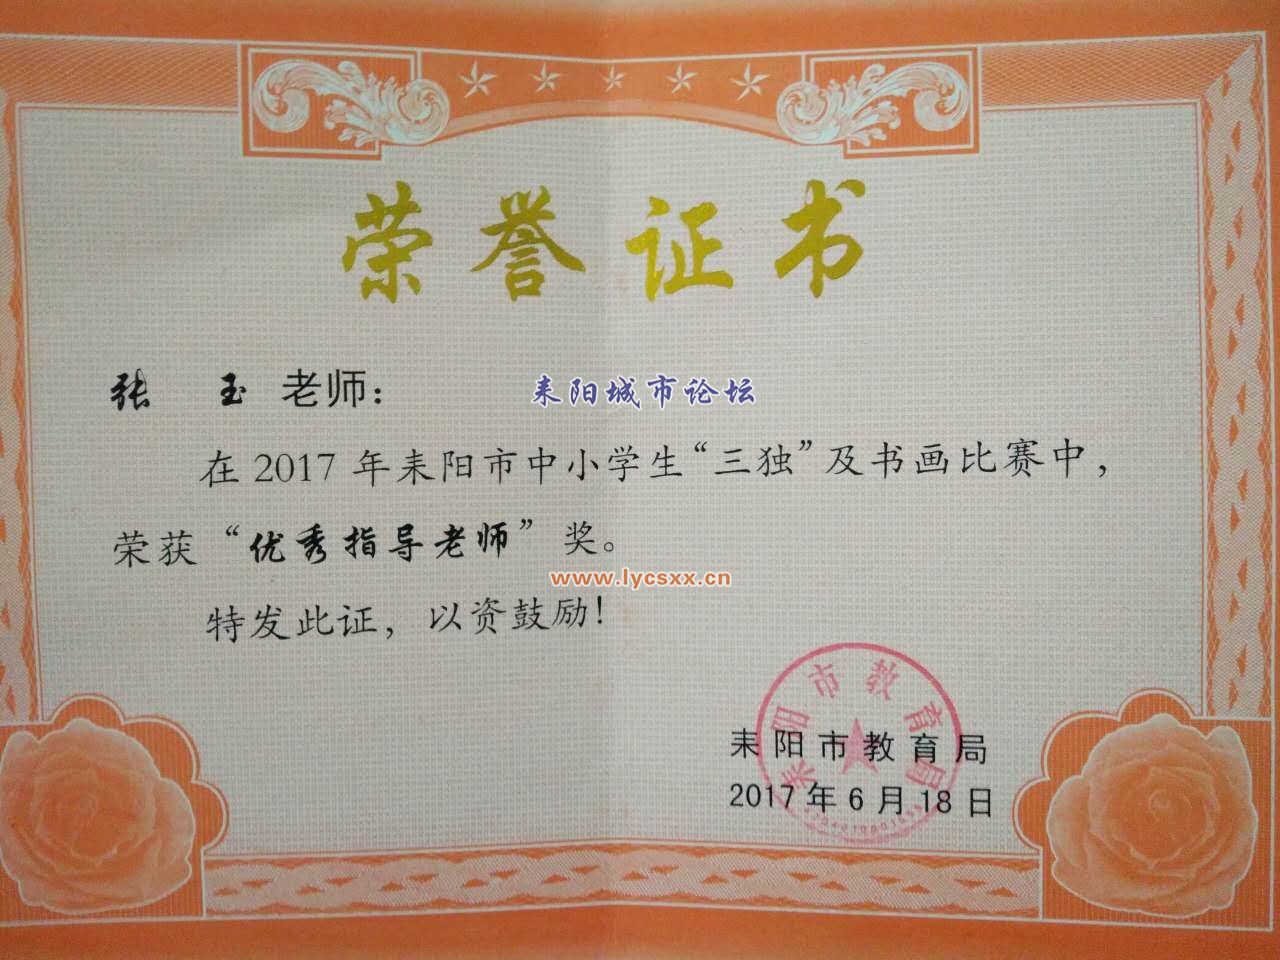 荣誉证书
张 玉 老师：
耒阳城市论坛
在2017年耒阳市中小学生“三独”及书画比赛中，
荣获“优秀指导老师”奖。
www.lycsxx.cn
特发此证，以资鼓励！
耒阳市教育局
耒阳市教育局
2017年6月18日